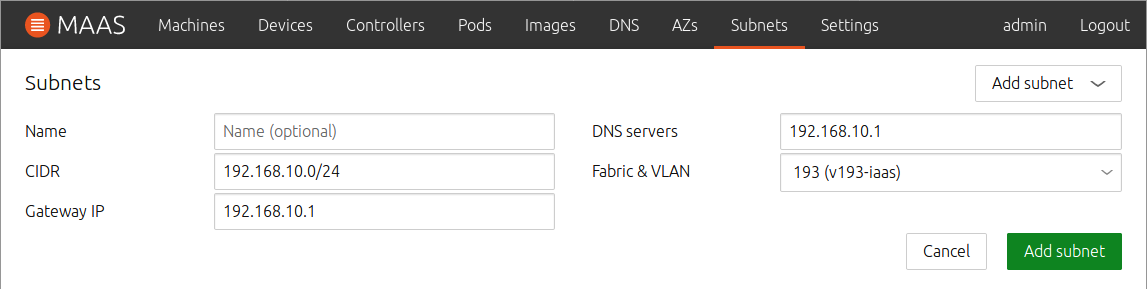 MAAS Machines Devices Controllers Pods Images DNS AZs Subnets Settings admin Logout
Subnets Add subnet
Name Name (optional) DNS servers 192.168.10.1
CIDR 192.168.10.0/24 Fabric & VLAN 193 (v193-iaas)
Gateway IP 192.168.10.1
Cancel Add subnet